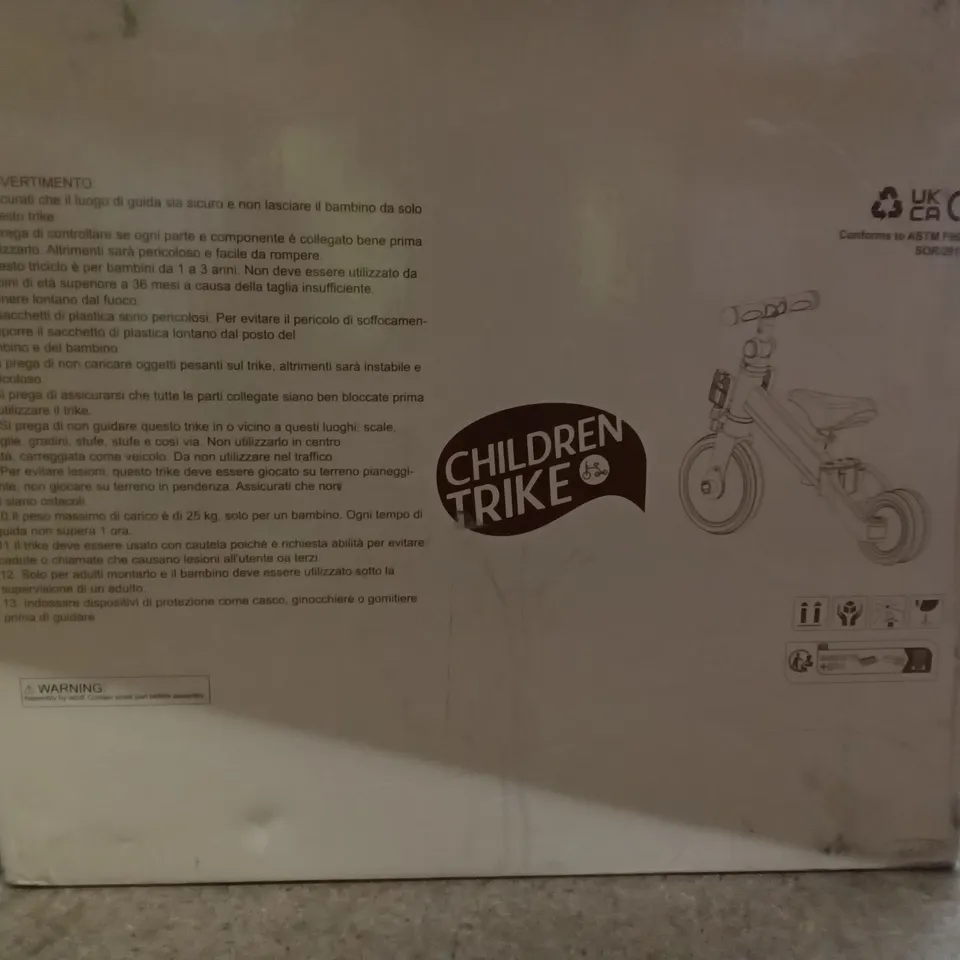 VERTIMENTO:
curati che il luogo di guida sia sicuro e non lasciare il bambino da solo
esto trike.
rega di controllare se ogni parte e componente è collegato bene prima
izzarlo. Altrimenti sarà pericoloso e facile da rompere.
esto triciclo è per bambini da 1 a 3 anni. Non deve essere utilizzato da
bini di età superiore a 36 mesi a causa della taglia insufficiente.
nere lontano dal fuoco.
sacchetti di plastica sono pericolosi. Per evitare il pericolo di soffocamen-
porre il sacchetto di plastica lontano dal posto del
bino e del bambino.
i prega di non caricare oggetti pesanti sul trike, altrimenti sarà instabile e
icoloso.
i prega di assicurarsi che tutte le parti collegate siano ben bloccate prima
utilizzare il trike.
Si prega di non guidare questo trike in o vicino a questi luoghi: scale,
glie, gradini, stufe, stufe e così via. Non utilizzarlo in centro
tà, carreggiata come veicolo. Da non utilizzare nel traffico.
Per evitare lesioni, questo trike deve essere giocato su terreno pianeggi-
nte, non giocare su terreno in pendenza. Assicurati che non
i siano ostacoli.
0.Il peso massimo di carico è di 25 kg, solo per un bambino. Ogni tempo di
guida non supera 1 ora.
11.Il trike deve essere usato con cautela poiché è richiesta abilità per evitare
cadute o chiamate che causano lesioni all'utente oa terzi.
12. Solo per adulti montarlo e il bambino deve essere utilizzato sotto la
supervisione di un adulto.
13. Indossare dispositivi di protezione come casco, ginocchiere o gomitiere
prima di guidare.
WARNING:
CHILDREN
TRIKE
UK
CA
Conforms to ASTM